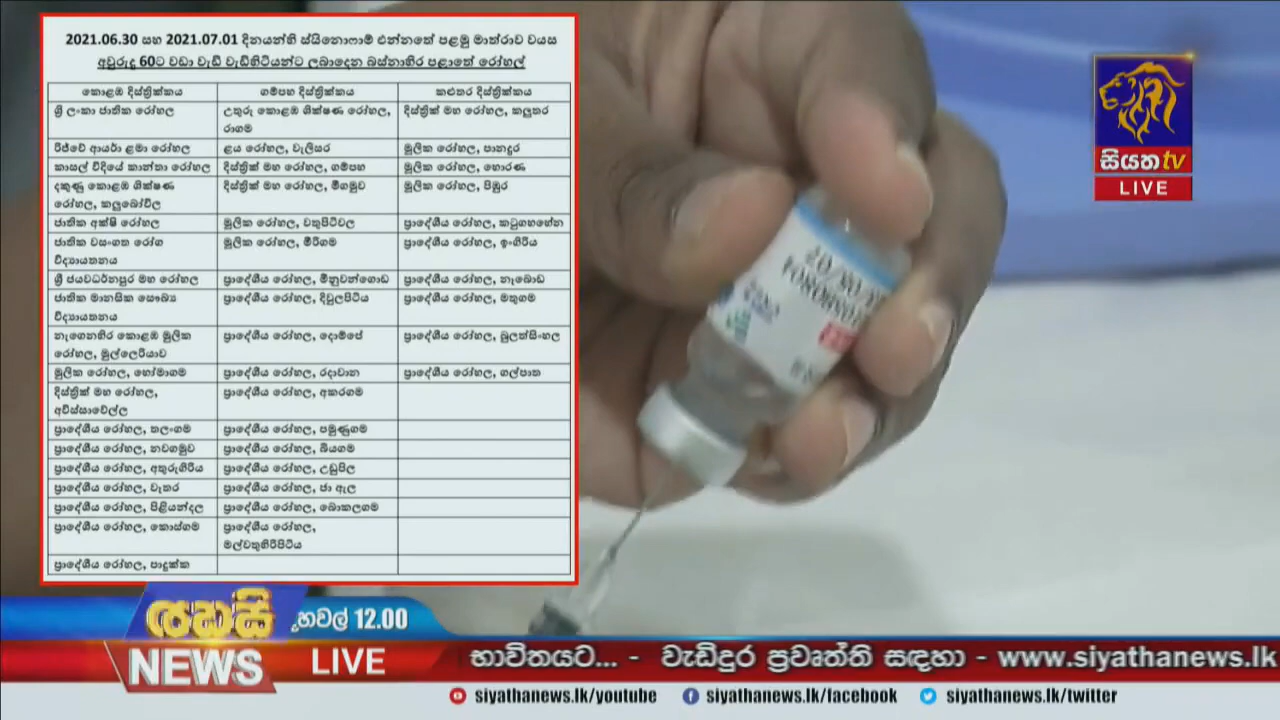 2021.06.30 සහ 2021.07.01 දිනයන්හි ස්යිනොෆාම් එන්නතේ පළමු මාත්‍රාව වයස
අවුරුදු 60ට වඩා වැඩි වැඩිහිටියන්ට ලබාදෙන බස්නාහිර පළාතේ රෝහල්
කොළඹ දිස්ත්‍රික්කය ගම්පහ දිස්ත්‍රික්කය කළුතර දිස්ත්‍රික්කය
ශ්‍රී ලංකා ජාතික රෝහල උතුරු කොළඹ ශික්ෂණ රෝහල, දිස්ත්‍රික් මහ රෝහල, කලුතර
රාගම
රිජ්වේ ආයර්‍ා ළමා රෝහල ළය රෝහල, වැලිසර මූලික රෝහල, පානදුර
කාසල් වීදියේ කාන්තා රෝහල දිස්ත්‍රික් මහ රෝහල, ගම්පහ මූලික රෝහල, හොරණ
දකුණු කොළඹ ශික්ෂණ දිස්ත්‍රික් මහ රෝහල, මීගමුව මූලික රෝහල, පිඹුර
රෝහල, කලුබෝවිල
ජාතික අක්ෂි රෝහල මූලික රෝහල, වතුපිටිවල ප්‍රාදේශීය රෝහල, කටුගහහේන
ජාතික වසංගත රෝග මූලික රෝහල, මීරිගම ප්‍රාදේශීය රෝහල, ඉංගිරිය
විද්‍යායතනය
ශ්‍රී ජයවර්ධනපුර මහ රෝහල ප්‍රාදේශීය රෝහල, මිනුවන්ගොඩ ප්‍රාදේශීය රෝහල, නෑබොඩ
ජාතික මානසික සෞඛ්‍ය ප්‍රාදේශීය රෝහල, දිවුලපිටිය ප්‍රාදේශීය රෝහල, මතුගම
විද්‍යායතනය
නැගෙනහිර කොළඹ මූලික ප්‍රාදේශීය රෝහල, දොම්පේ ප්‍රාදේශීය රෝහල, බුලත්සිංහල
රෝහල, මුල්ලේරියාව
මූලික රෝහල, හෝමාගම ප්‍රාදේශීය රෝහල, රදාවාන ප්‍රාදේශීය රෝහල, ගල්පාත
දිස්ත්‍රික් මහ රෝහල, ප්‍රාදේශීය රෝහල, අකරගම
අවිස්සාවේල්ල
ප්‍රාදේශීය රෝහල, තලංගම ප්‍රාදේශීය රෝහල, පමුණුගම
ප්‍රාදේශීය රෝහල, නවගමුව ප්‍රාදේශීය රෝහල, බියගම
ප්‍රාදේශීය රෝහල, අතුරුගිරිය ප්‍රාදේශීය රෝහල, උඩුපිල
ප්‍රාදේශීය රෝහල, වෑතර ප්‍රාදේශීය රෝහල, ජා ඇල
ප්‍රාදේශීය රෝහල, පිළියන්දල ප්‍රාදේශීය රෝහල, බොකලගම
ප්‍රාදේශීය රෝහල, කොස්ගම ප්‍රාදේශීය රෝහල,
මල්වතුහිරිපිටිය
ප්‍රාදේශීය රෝහල, පාදුක්ක
සියත tv
LIVE
දහවල් 12.00
NEWS LIVE
භාවිතයට... - වැඩිදුර ප්‍රවෘත්ති සඳහා - www.siyathanews.lk
siyathanews.lk/youtube siyathanews.lk/facebook siyathanews.lk/twitter